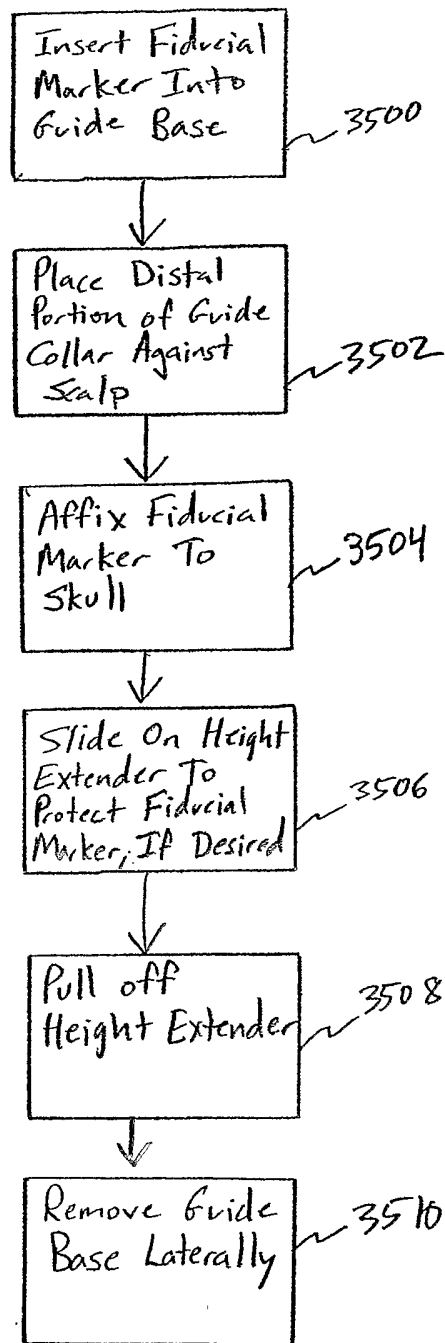 Insert Fiducial
Marker Into
Guide Base
3500
Place Distal
Portion of Guide
Collar Against
Scalp
3502
Affix Fiducial
Marker To
Skull
3504
Slide On Height
Extender To
Protect Fiducial
Marker, If Desired
3506
Pull off
Height Extender
3508
Remove Guide
Base Laterally
3510